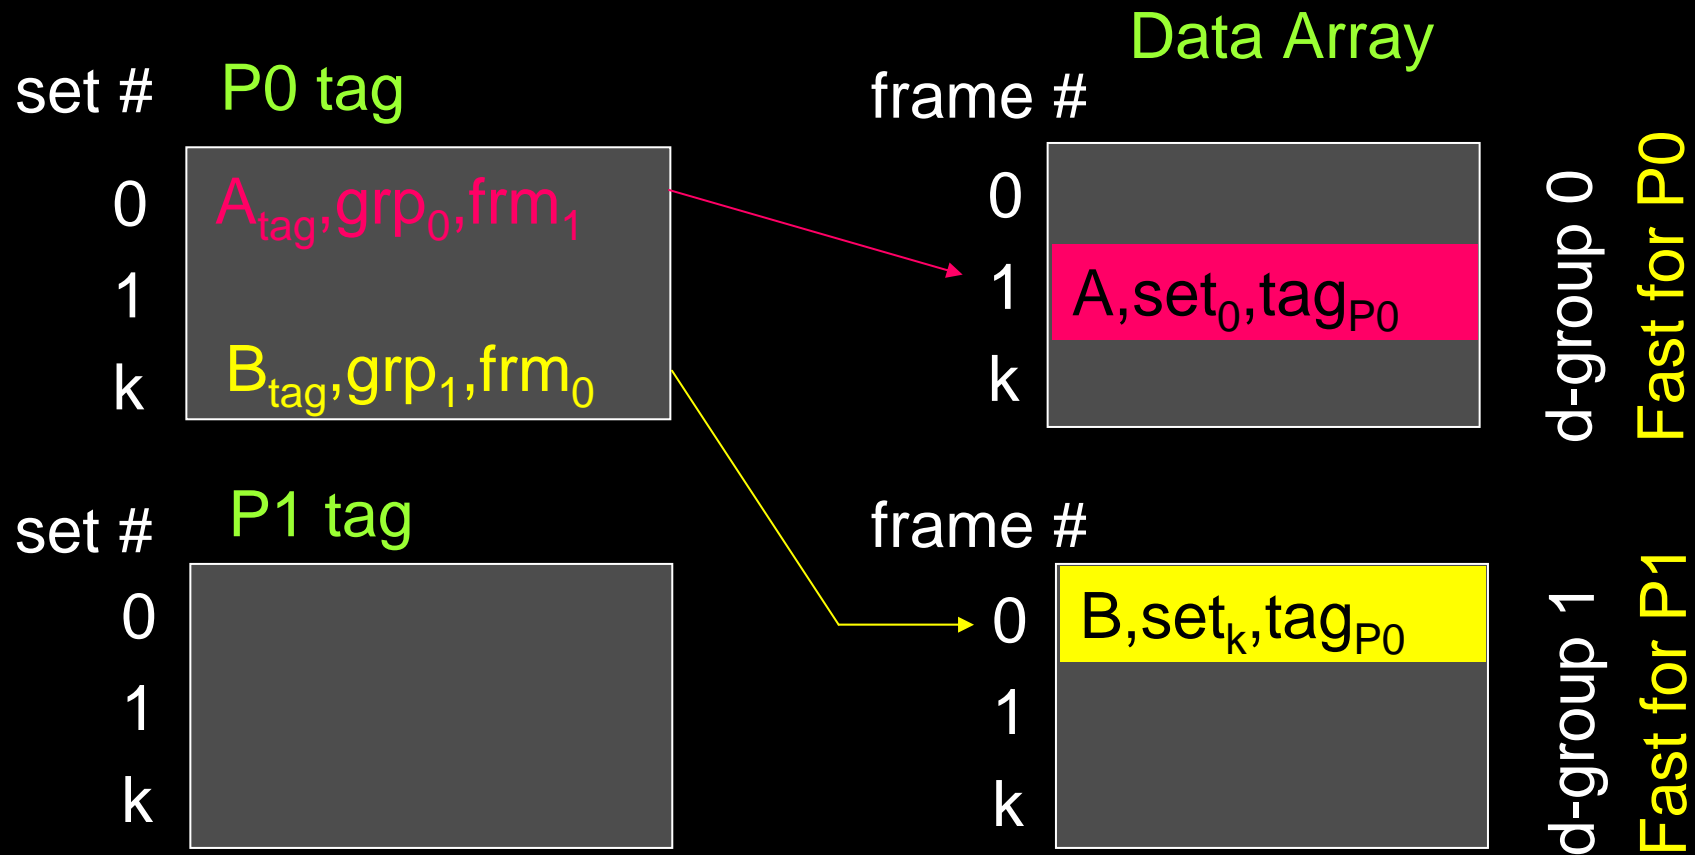 Data Array
set # P0 tag
frame #
0 A_tag,grp_0,frm_1
1
k B_tag,grp_1,frm_0
0
1 A,set_0,tag_P0
k
d-group 0
Fast for P0
set # P1 tag
frame #
0
1
k
0 B,set_k,tag_P0
1
k
d-group 1
Fast for P1